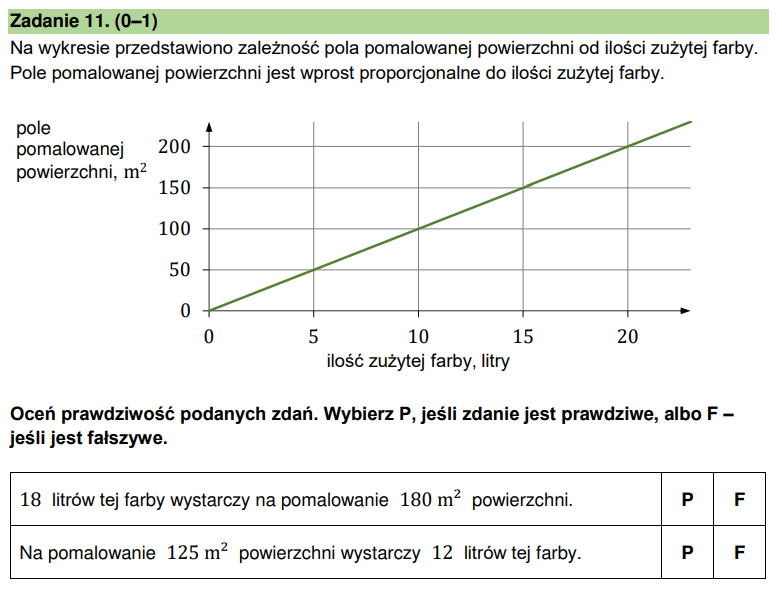 Zadanie 11. (0–1)
Na wykresie przedstawiono zależność pola pomalowanej powierzchni od ilości zużytej farby.
Pole pomalowanej powierzchni jest wprost proporcjonalne do ilości zużytej farby.
pole
pomalowanej
powierzchni, m²
200
150
100
50
0
0 5 10 15 20
ilość zużytej farby, litry
Oceń prawdziwość podanych zdań. Wybierz P, jeśli zdanie jest prawdziwe, albo F –
jeśli jest fałszywe.
18 litrów tej farby wystarczy na pomalowanie 180 m² powierzchni. P F
Na pomalowanie 125 m² powierzchni wystarczy 12 litrów tej farby. P F